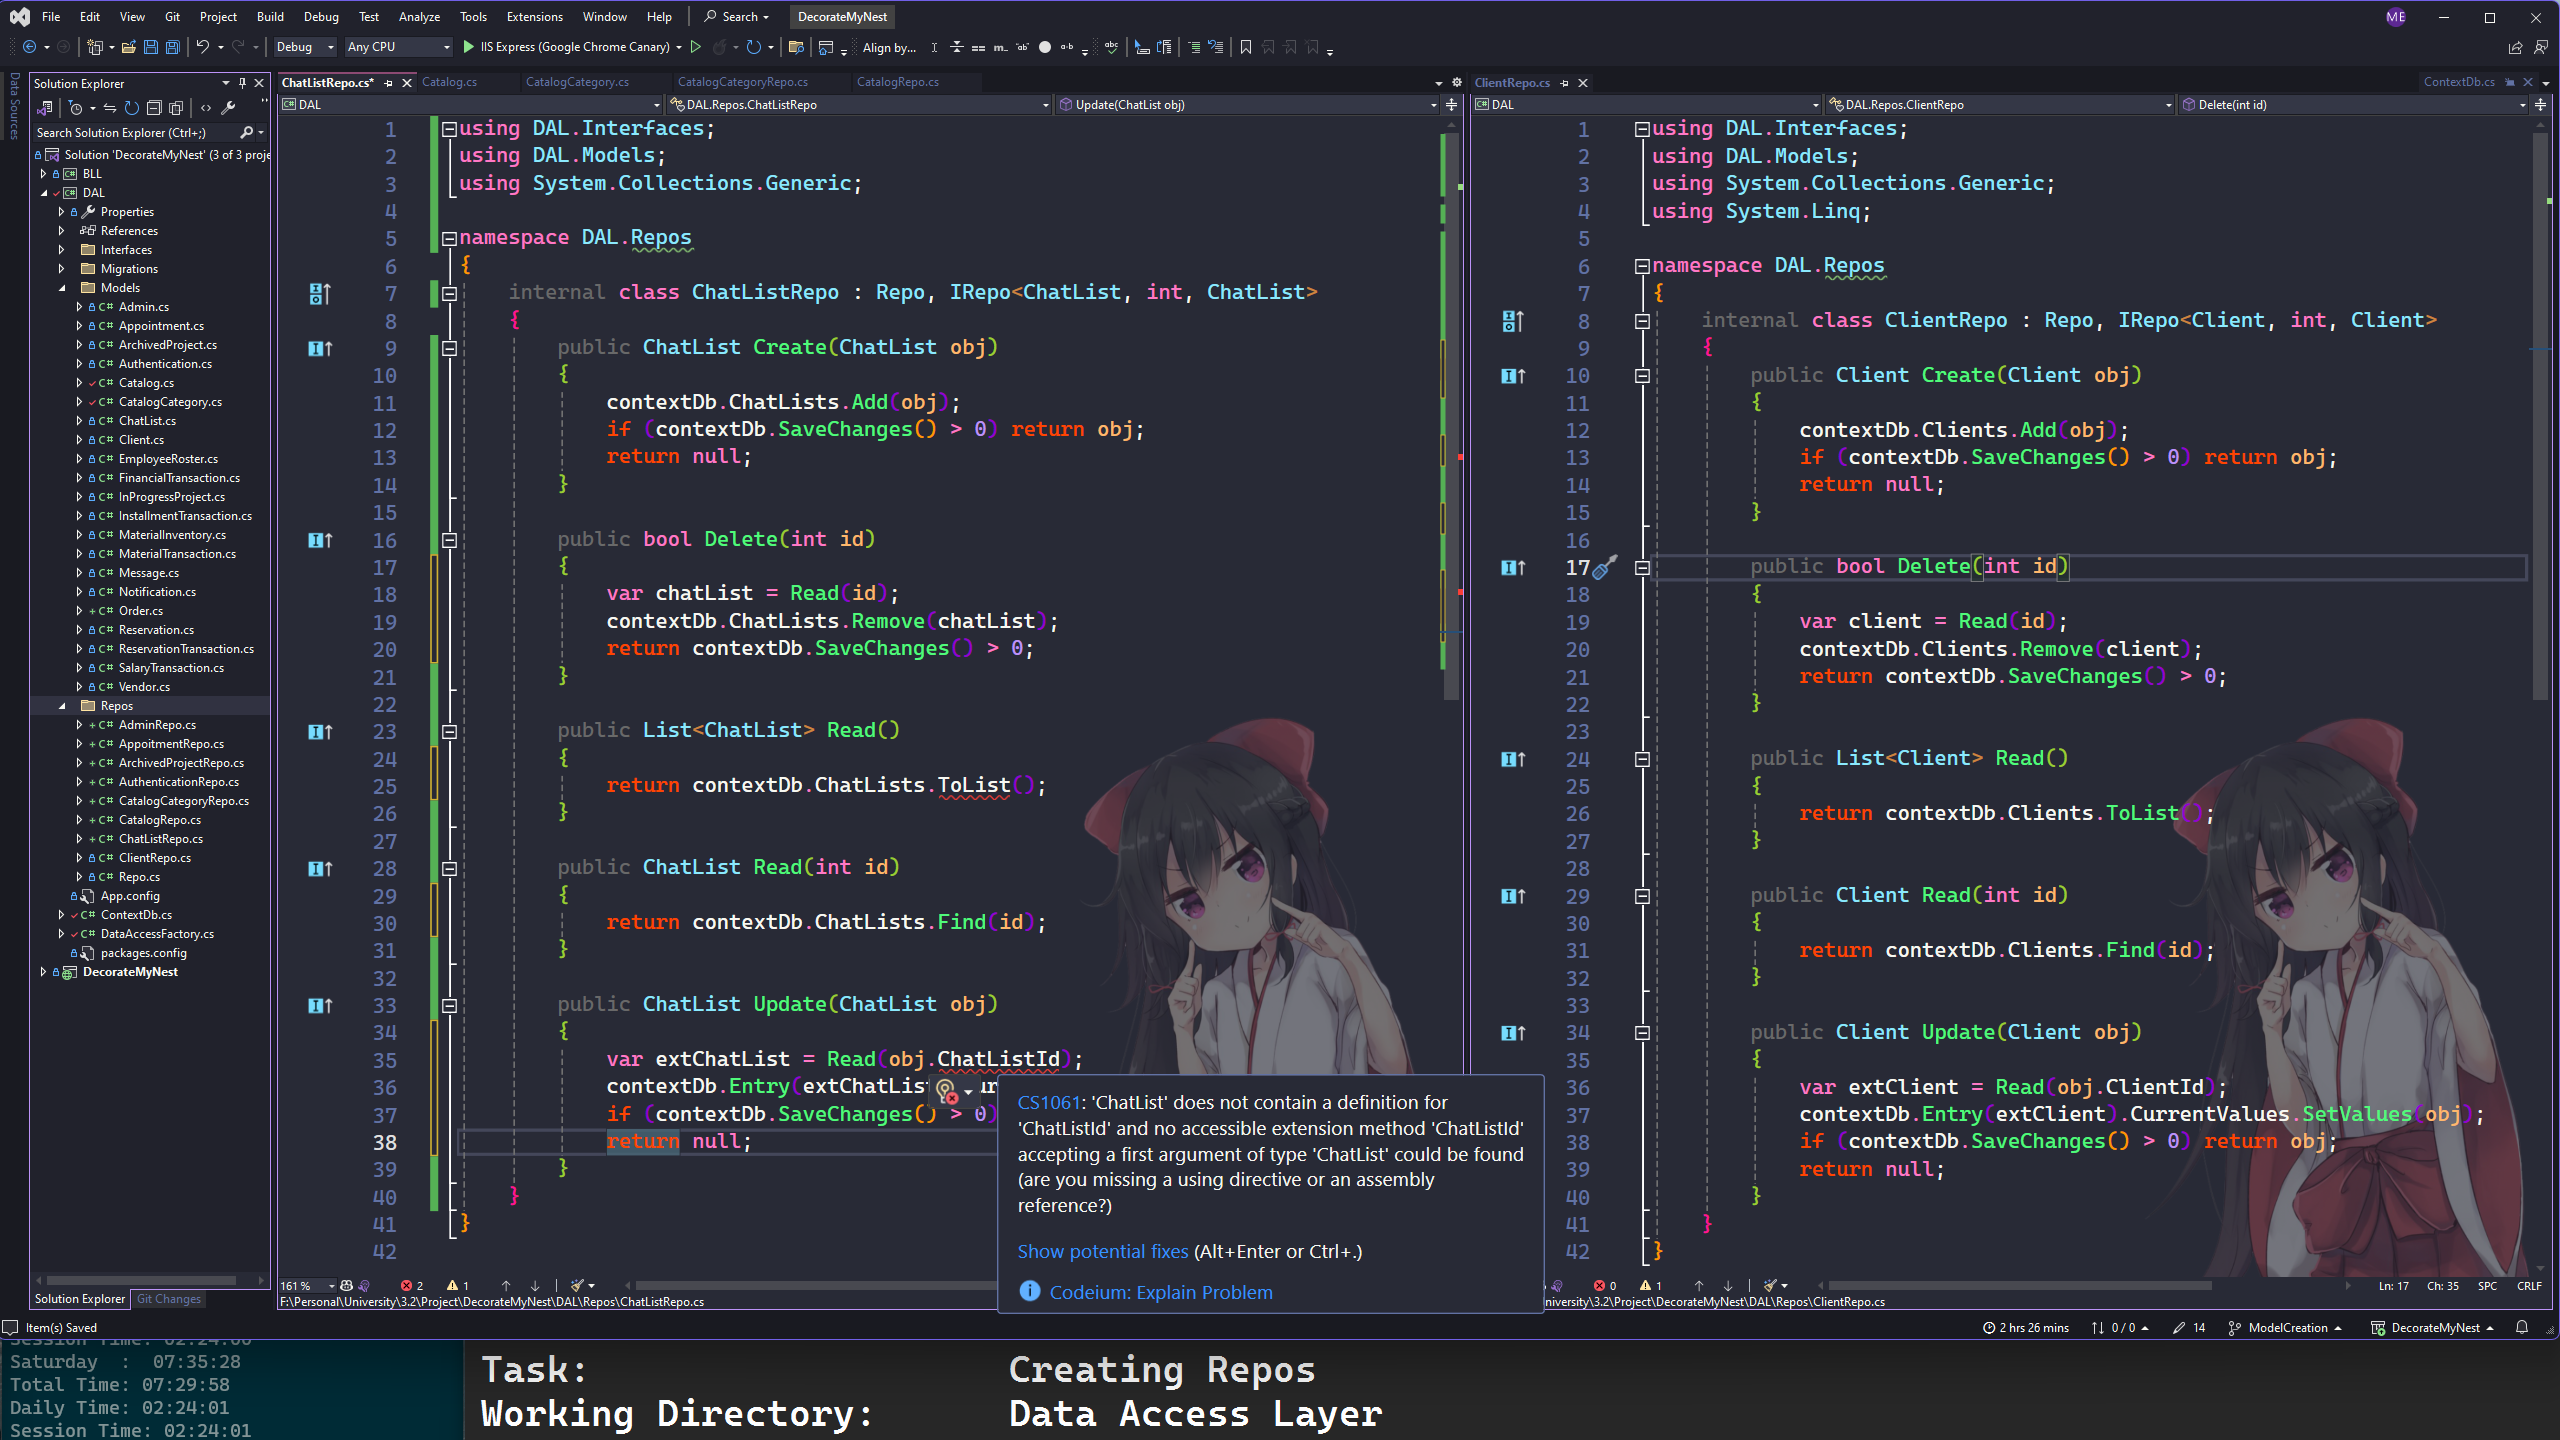 File Edit View Git Project Build Debug Test Analyze Tools Extensions Window Help Search DecorateMyNest ME
Debug Any CPU IIS Express (Google Chrome Canary) Align by...
Data Sources
Solution Explorer
Search Solution Explorer (Ctrl+;)
Solution 'DecorateMyNest' (3 of 3 proje
BLL
DAL
Properties
References
Interfaces
Migrations
Models
Admin.cs
Appointment.cs
ArchivedProject.cs
Authentication.cs
Catalog.cs
CatalogCategory.cs
ChatList.cs
Client.cs
EmployeeRoster.cs
FinancialTransaction.cs
InProgressProject.cs
InstallmentTransaction.cs
MaterialInventory.cs
MaterialTransaction.cs
Message.cs
Notification.cs
Order.cs
Reservation.cs
ReservationTransaction.cs
SalaryTransaction.cs
Vendor.cs
Repos
AdminRepo.cs
AppoitmentRepo.cs
ArchivedProjectRepo.cs
AuthenticationRepo.cs
CatalogCategoryRepo.cs
CatalogRepo.cs
ChatListRepo.cs
ClientRepo.cs
Repo.cs
App.config
ContextDb.cs
DataAccessFactory.cs
packages.config
DecorateMyNest
Solution Explorer Git Changes
ChatListRepo.cs* Catalog.cs CatalogCategory.cs CatalogCategoryRepo.cs CatalogRepo.cs
DAL DAL.Repos.ChatListRepo Update(ChatList obj)
1 using DAL.Interfaces;
2 using DAL.Models;
3 using System.Collections.Generic;
4
5 namespace DAL.Repos
6 {
7 internal class ChatListRepo : Repo, IRepo<ChatList, int, ChatList>
8 {
9 public ChatList Create(ChatList obj)
10 {
11 contextDb.ChatLists.Add(obj);
12 if (contextDb.SaveChanges() > 0) return obj;
13 return null;
14 }
15
16 public bool Delete(int id)
17 {
18 var chatList = Read(id);
19 contextDb.ChatLists.Remove(chatList);
20 return contextDb.SaveChanges() > 0;
21 }
22
23 public List<ChatList> Read()
24 {
25 return contextDb.ChatLists.ToList();
26 }
27
28 public ChatList Read(int id)
29 {
30 return contextDb.ChatLists.Find(id);
31 }
32
33 public ChatList Update(ChatList obj)
34 {
35 var extChatList = Read(obj.ChatListId);
36 contextDb.Entry(extChatList ur
37 if (contextDb.SaveChanges() > 0)
38 return null;
39 }
40 }
41 }
42
CS1061: 'ChatList' does not contain a definition for
'ChatListId' and no accessible extension method 'ChatListId'
accepting a first argument of type 'ChatList' could be found
(are you missing a using directive or an assembly
reference?)
Show potential fixes (Alt+Enter or Ctrl+.)
Codeium: Explain Problem
161 % 2 1
F:\Personal\University\3.2\Project\DecorateMyNest\DAL\Repos\ChatListRepo.cs
ClientRepo.cs ContextDb.cs
DAL DAL.Repos.ClientRepo Delete(int id)
1 using DAL.Interfaces;
2 using DAL.Models;
3 using System.Collections.Generic;
4 using System.Linq;
5
6 namespace DAL.Repos
7 {
8 internal class ClientRepo : Repo, IRepo<Client, int, Client>
9 {
10 public Client Create(Client obj)
11 {
12 contextDb.Clients.Add(obj);
13 if (contextDb.SaveChanges() > 0) return obj;
14 return null;
15 }
16
17 public bool Delete(int id)
18 {
19 var client = Read(id);
20 contextDb.Clients.Remove(client);
21 return contextDb.SaveChanges() > 0;
22 }
23
24 public List<Client> Read()
25 {
26 return contextDb.Clients.ToList();
27 }
28
29 public Client Read(int id)
30 {
31 return contextDb.Clients.Find(id);
32 }
33
34 public Client Update(Client obj)
35 {
36 var extClient = Read(obj.ClientId);
37 contextDb.Entry(extClient).CurrentValues.SetValues(obj);
38 if (contextDb.SaveChanges() > 0) return obj;
39 return null;
40 }
41 }
42 }
0 1 Ln: 17 Ch: 35 SPC CRLF
niversity\3.2\Project\DecorateMyNest\DAL\Repos\ClientRepo.cs
Item(s) Saved 2 hrs 26 mins 0 / 0 14 ModelCreation DecorateMyNest
Session Time: 02:24:00
Saturday : 07:35:28
Total Time: 07:29:58
Daily Time: 02:24:01
Session Time: 02:24:01
Task: Creating Repos
Working Directory: Data Access Layer